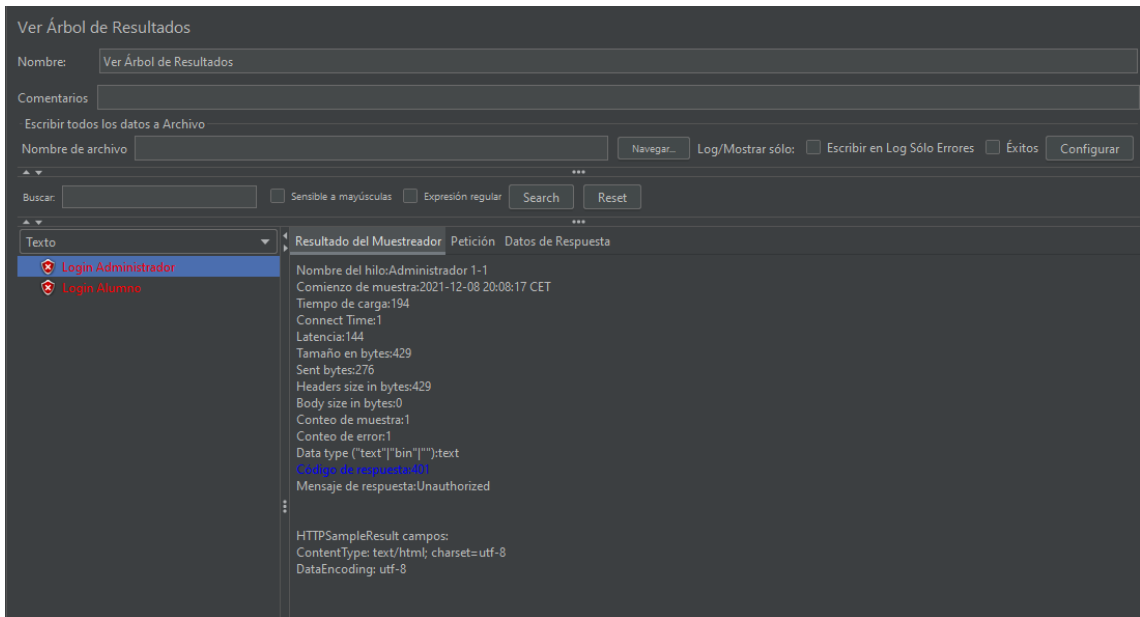 Ver Árbol de Resultados
Nombre: Ver Árbol de Resultados
Comentarios
Escribir todos los datos a Archivo
Nombre de archivo Navegar... Log/Mostrar sólo: Escribir en Log Sólo Errores Éxitos Configurar
Buscar: Sensible a mayúsculas Expresión regular Search Reset
Texto
Login Administrador
Login Alumno
Resultado del Muestreador Petición Datos de Respuesta
Nombre del hilo:Administrador 1-1
Comienzo de muestra:2021-12-08 20:08:17 CET
Tiempo de carga:194
Connect Time:1
Latencia:144
Tamaño en bytes:429
Sent bytes:276
Headers size in bytes:429
Body size in bytes:0
Conteo de muestra:1
Conteo de error:1
Data type ("text"|"bin"|""):text
Código de respuesta:401
Mensaje de respuesta:Unauthorized
HTTPSampleResult campos:
ContentType: text/html; charset=utf-8
DataEncoding: utf-8